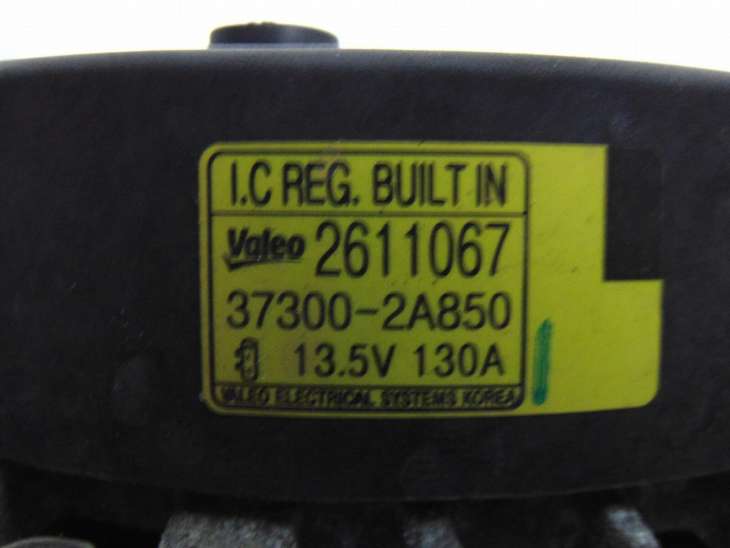 I.C REG. BUILT IN
Valeo 2611067
37300-2A850
13.5V 130A
VALEO ELECTRICAL SYSTEMS KOREA